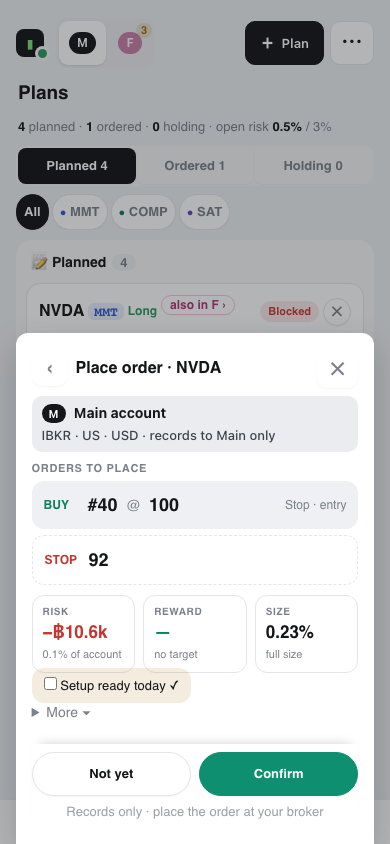 M F 3 + Plan ···
Plans
4 planned · 1 ordered · 0 holding · open risk 0.5% / 3%
Planned 4 Ordered 1 Holding 0
All • MMT • COMP • SAT
📝 Planned 4
NVDA MMT Long also in F › Blocked ✕
‹ Place order · NVDA ✕
M Main account
IBKR · US · USD · records to Main only
ORDERS TO PLACE
BUY #40 @ 100 Stop · entry
STOP 92
RISK REWARD SIZE
−฿10.6k — 0.23%
0.1% of account no target full size
Setup ready today ✓
▶ More ▾
Not yet Confirm
Records only · place the order at your broker